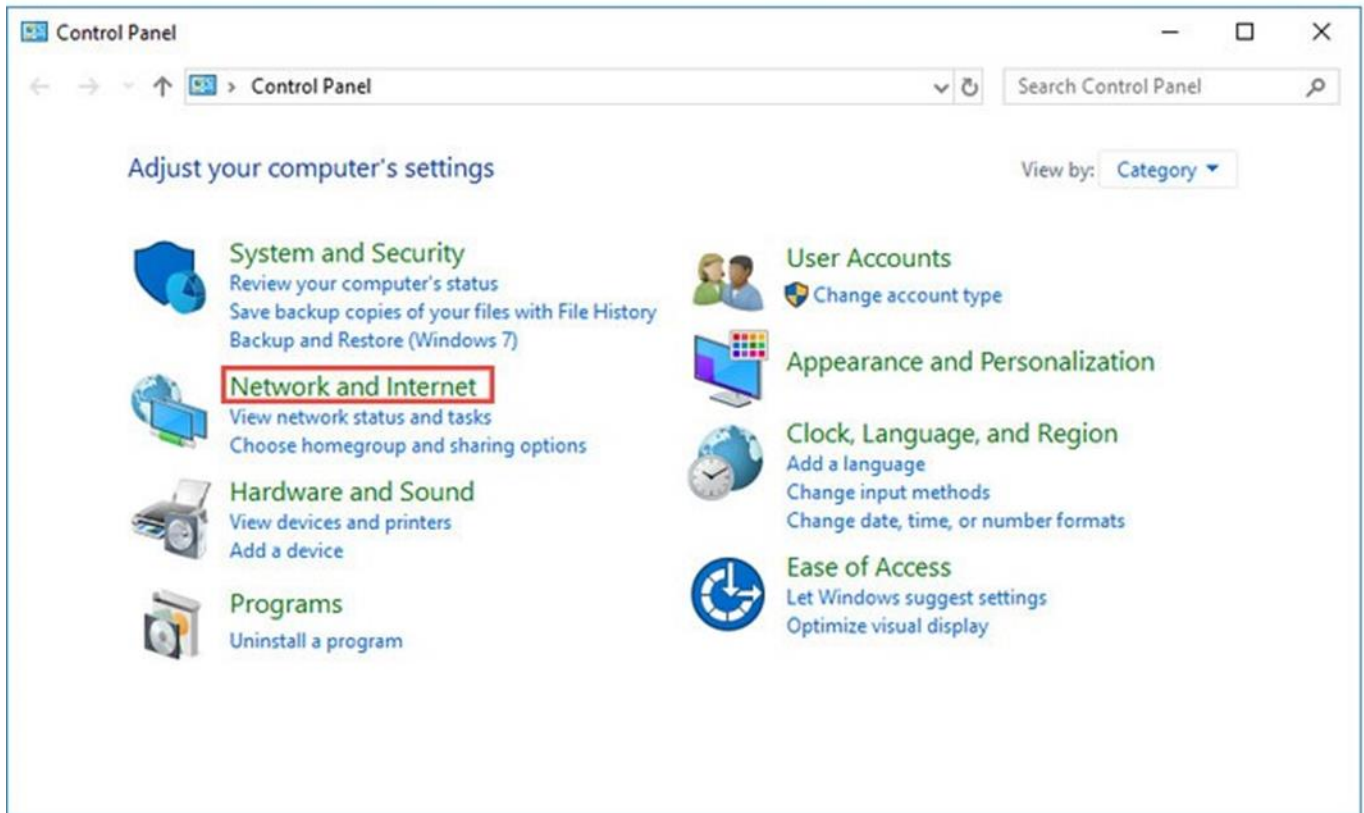 Control Panel
Control Panel
Search Control Panel
Adjust your computer's settings
View by: Category
System and Security
Review your computer's status
Save backup copies of your files with File History
Backup and Restore (Windows 7)
Network and Internet
View network status and tasks
Choose homegroup and sharing options
Hardware and Sound
View devices and printers
Add a device
Programs
Uninstall a program
User Accounts
Change account type
Appearance and Personalization
Clock, Language, and Region
Add a language
Change input methods
Change date, time, or number formats
Ease of Access
Let Windows suggest settings
Optimize visual display